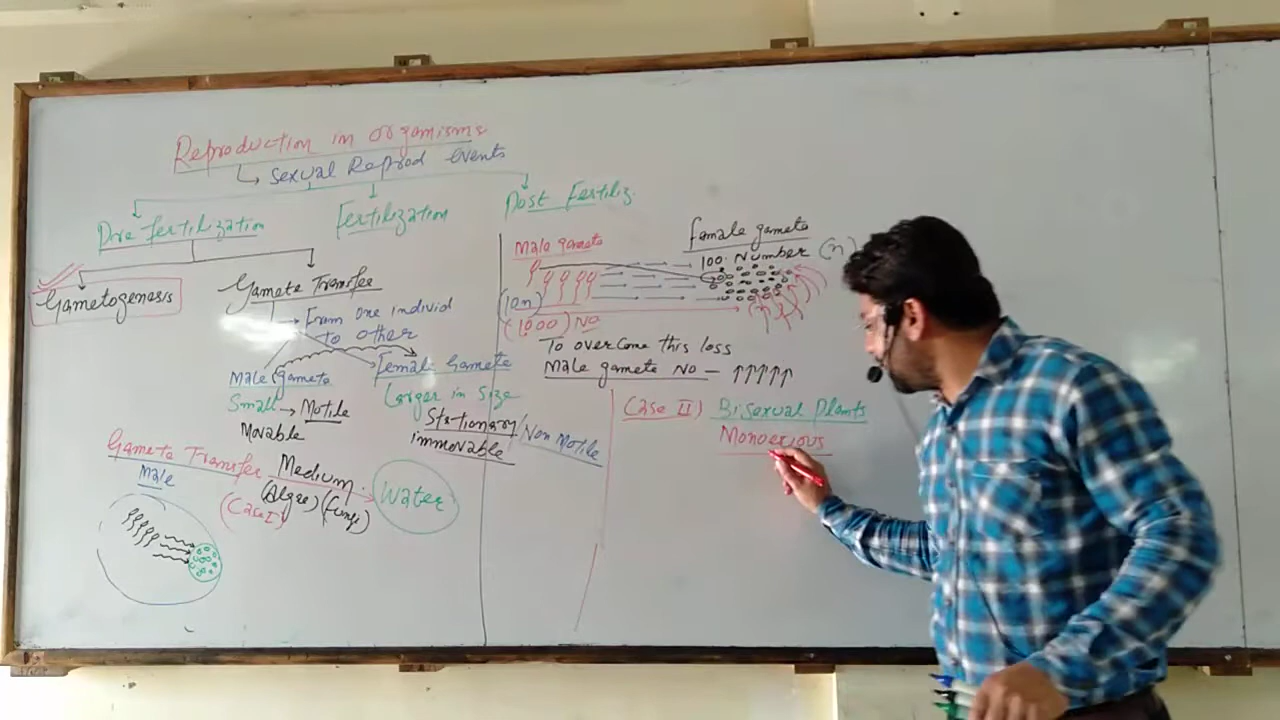 Reproduction in organisms
↳ Sexual Reprod Events
Pre fertilization
Fertilization
Post Fertiliz.
Gametogenesis
Gamete Transfer
→ From one individ
to other
Male Gamete
Small → Motile
Movable
Female Gamete
Larger in Size
Stationary / Non Motile
immovable
Gamete Transfer Medium
Water
(Case I) (Algae) (Fungi)
Male
Male gamete
female gamete
100. Number (n)
(10n)
(1000) NO
To overcome this loss
Male gamete NO – ↑↑↑↑↑
Case II) Bisexual Plants
Monoecious